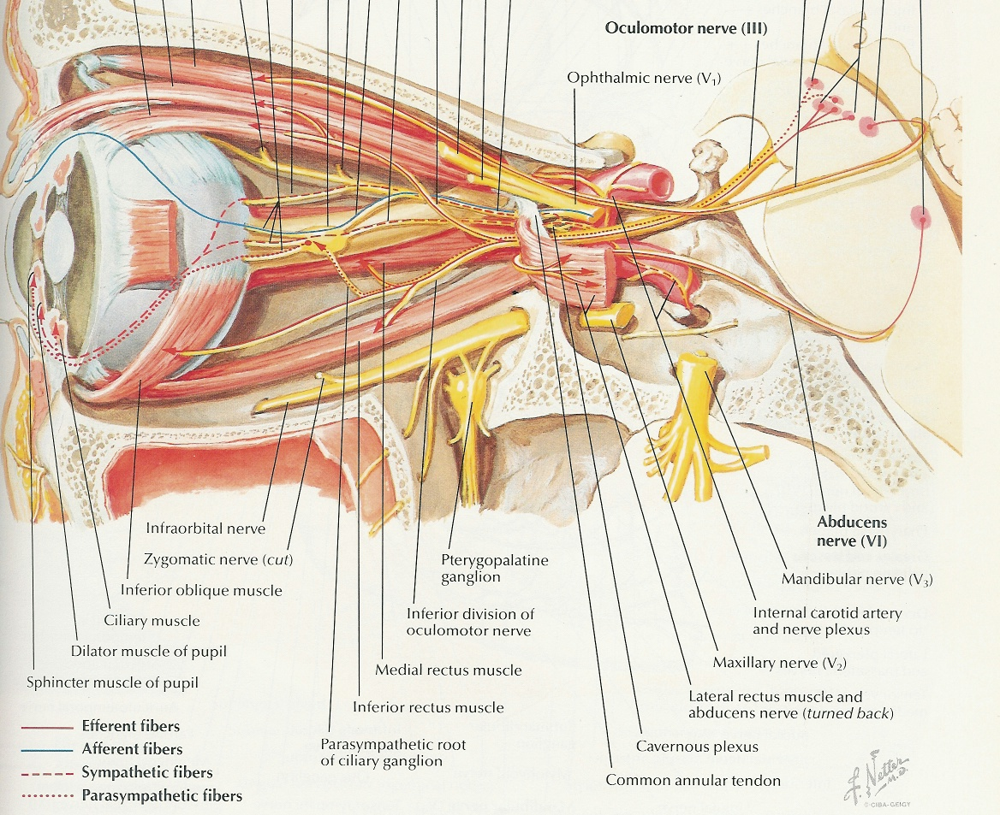 Oculomotor nerve (III)
Ophthalmic nerve (V₁)
Infraorbital nerve
Zygomatic nerve (cut)
Inferior oblique muscle
Ciliary muscle
Dilator muscle of pupil
Sphincter muscle of pupil
Pterygopalatine
ganglion
Inferior division of
oculomotor nerve
Medial rectus muscle
Inferior rectus muscle
Parasympathetic root
of ciliary ganglion
Abducens
nerve (VI)
Mandibular nerve (V₃)
Internal carotid artery
and nerve plexus
Maxillary nerve (V₂)
Lateral rectus muscle and
abducens nerve (turned back)
Cavernous plexus
Common annular tendon
Efferent fibers
Afferent fibers
Sympathetic fibers
Parasympathetic fibers
F. Netter
M.D.
© CIBA-GEIGY